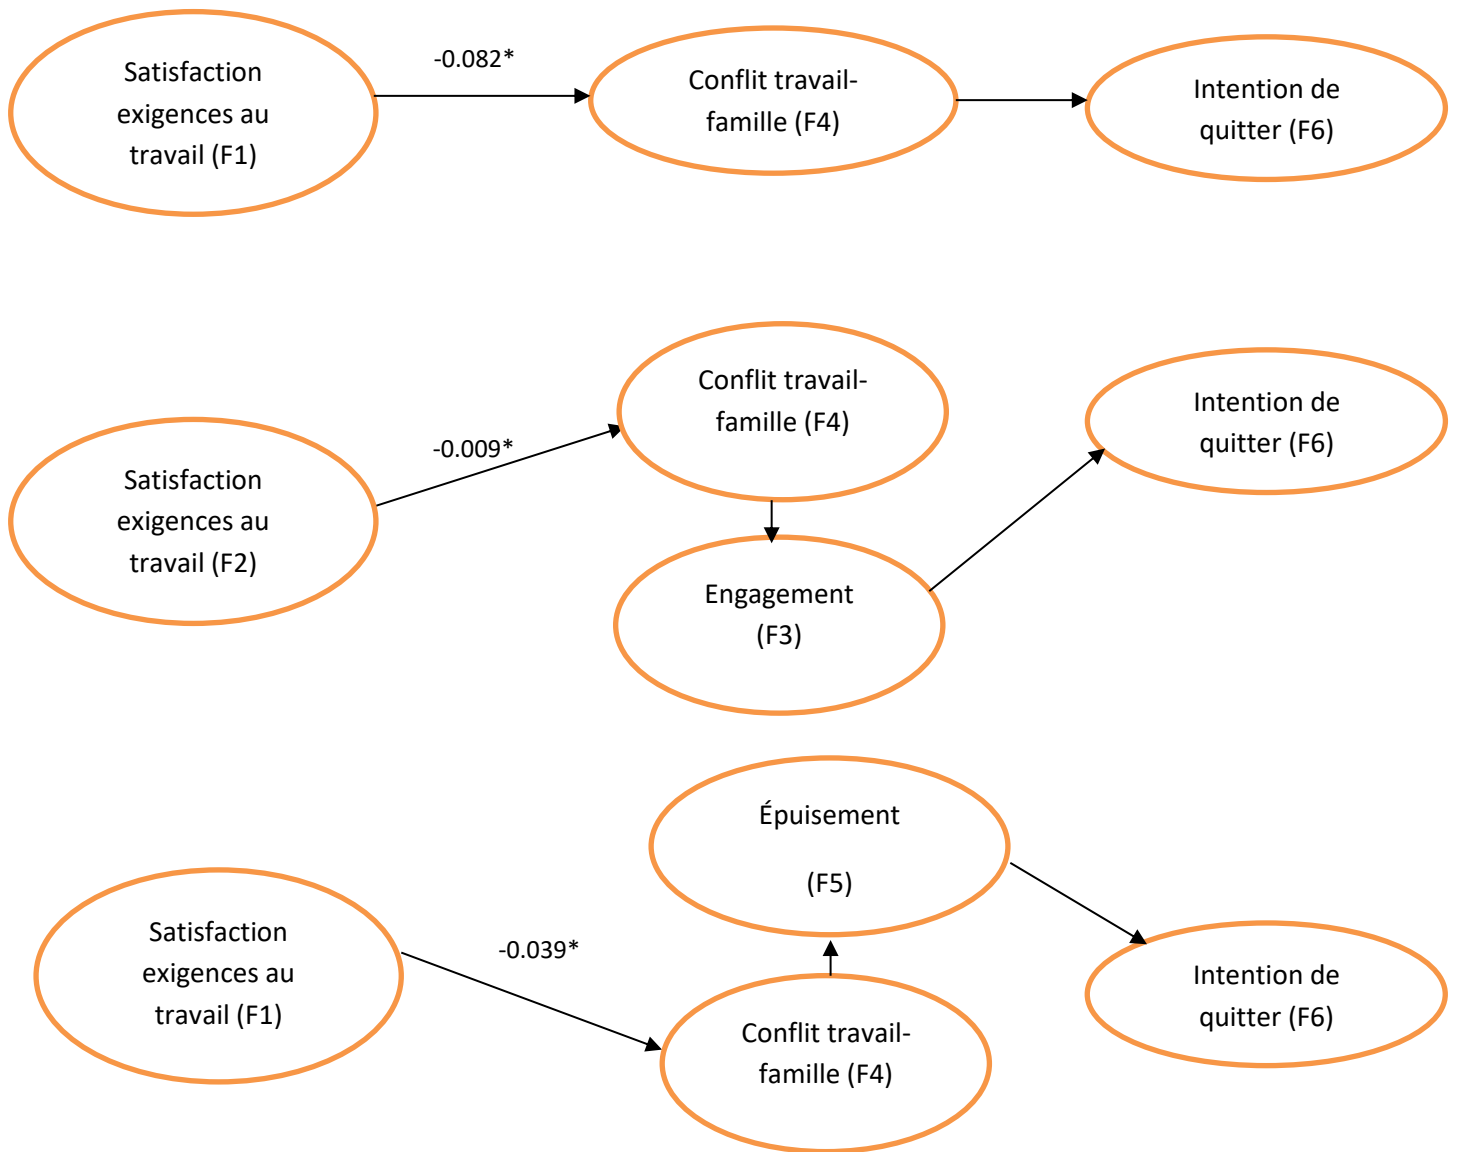 Satisfaction
exigences au
travail (F1)
-0.082*
Conflit travail-
famille (F4)
Intention de
quitter (F6)
Satisfaction
exigences au
travail (F2)
-0.009*
Conflit travail-
famille (F4)
Engagement
(F3)
Intention de
quitter (F6)
Satisfaction
exigences au
travail (F1)
-0.039*
Épuisement
(F5)
Conflit travail-
famille (F4)
Intention de
quitter (F6)